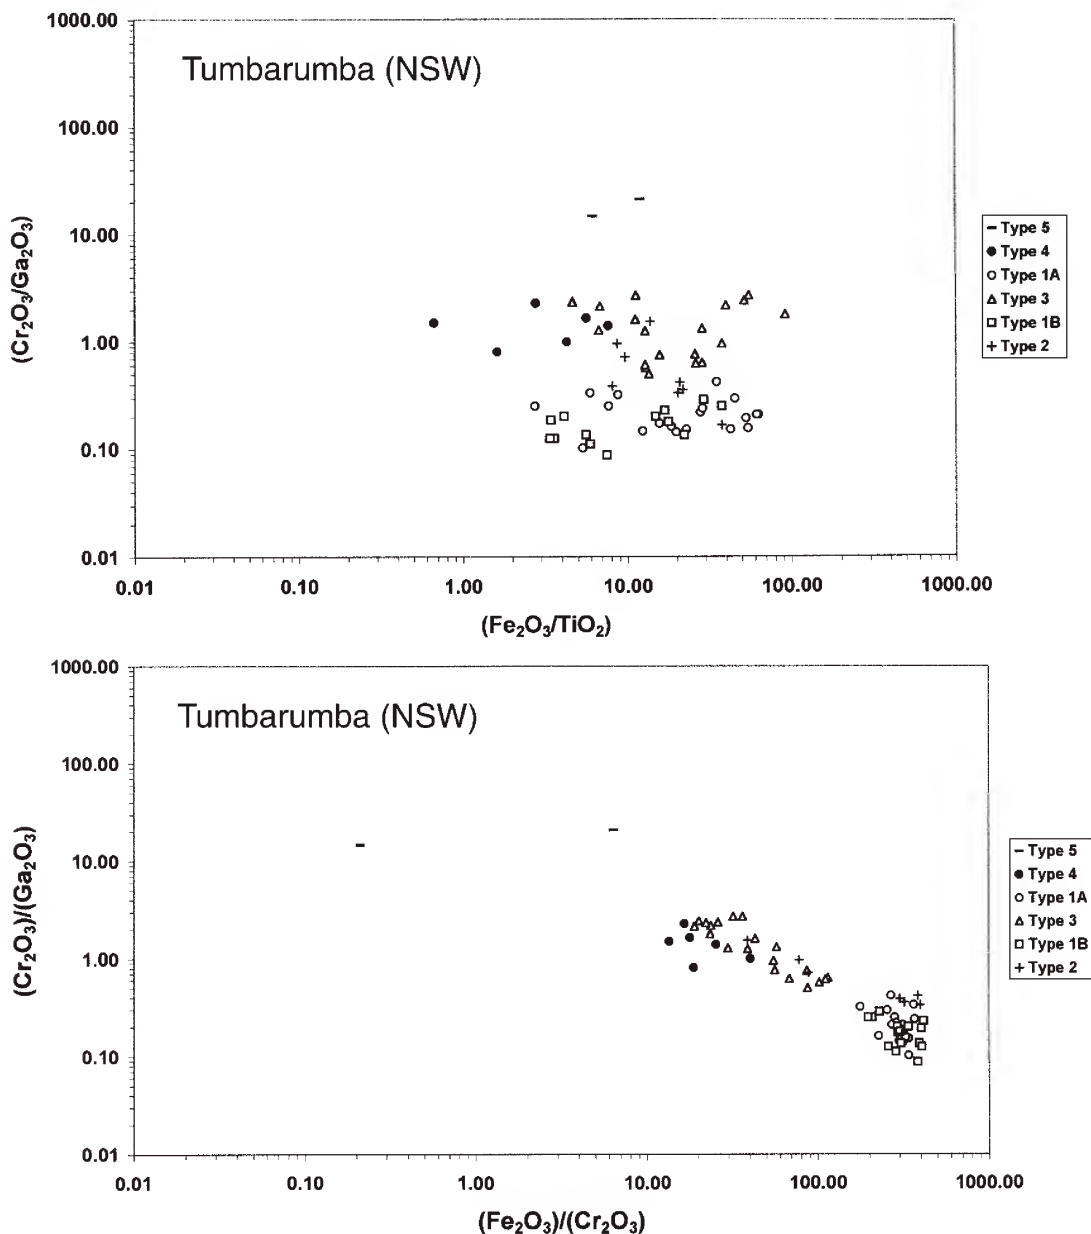 1000.00
Tumbarumba (NSW)
100.00
10.00
1.00
0.10
0.01
(Cr₂O₃/Ga₂O₃)
0.01 0.10 1.00 10.00 100.00 1000.00
(Fe₂O₃/TiO₂)
Type 5
Type 4
Type 1A
Type 3
Type 1B
Type 2
1000.00
Tumbarumba (NSW)
100.00
10.00
1.00
0.10
0.01
(Cr₂O₃)/(Ga₂O₃)
0.01 0.10 1.00 10.00 100.00 1000.00
(Fe₂O₃)/(Cr₂O₃)
Type 5
Type 4
Type 1A
Type 3
Type 1B
Type 2